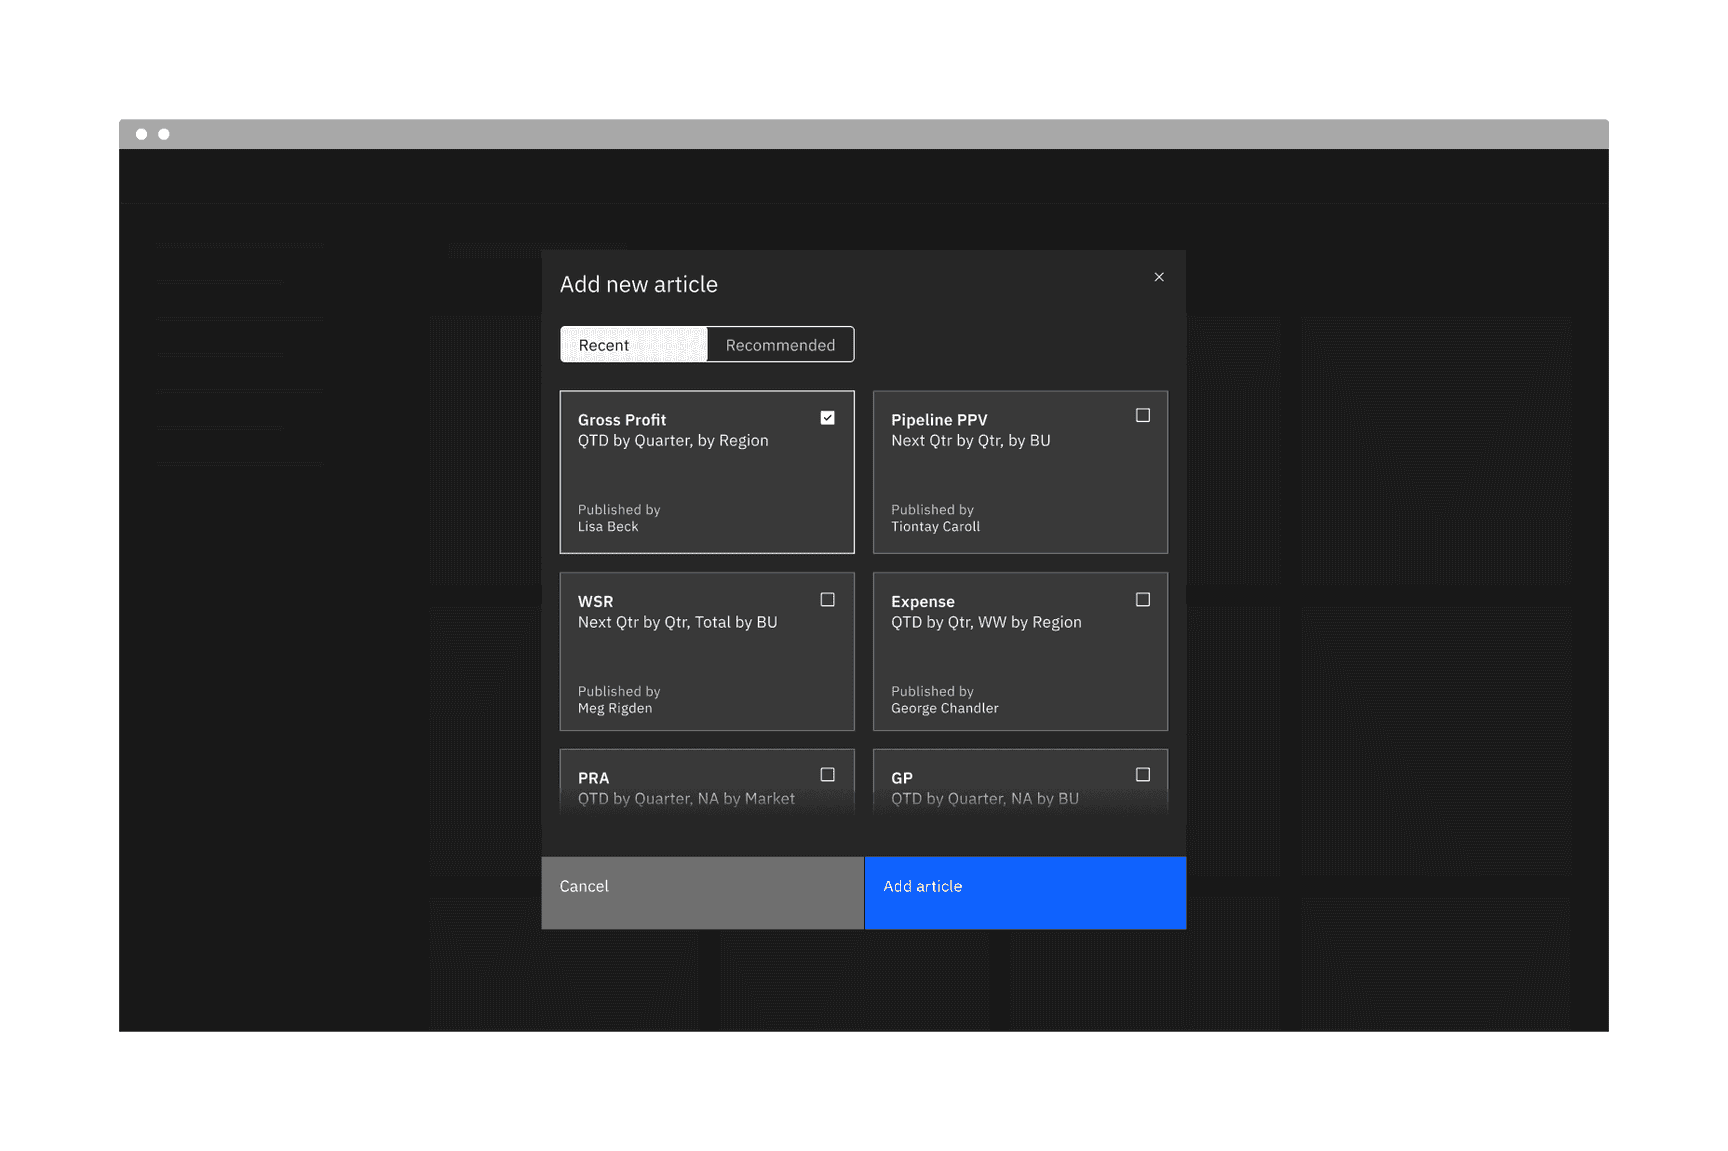 Add new article
Recent
Recommended
Gross Profit
QTD by Quarter, by Region
Published by
Lisa Beck
Pipeline PPV
Next Qtr by Qtr, by BU
Published by
Tiontay Caroll
WSR
Next Qtr by Qtr, Total by BU
Published by
Meg Rigden
Expense
QTD by Qtr, WW by Region
Published by
George Chandler
PRA
QTD by Quarter, NA by Market
GP
QTD by Quarter, NA by BU
Cancel
Add article